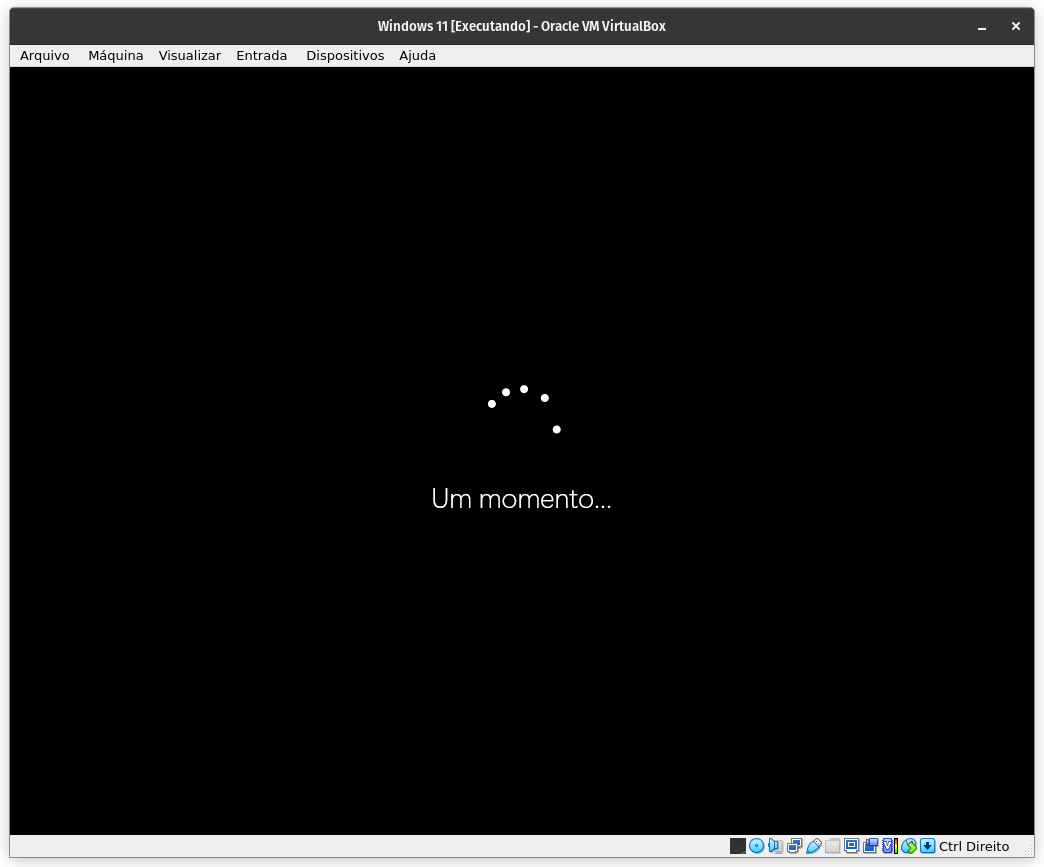 Windows 11 [Executando] - Oracle VM VirtualBox
Arquivo Máquina Visualizar Entrada Dispositivos Ajuda
Um momento...
Ctrl Direito